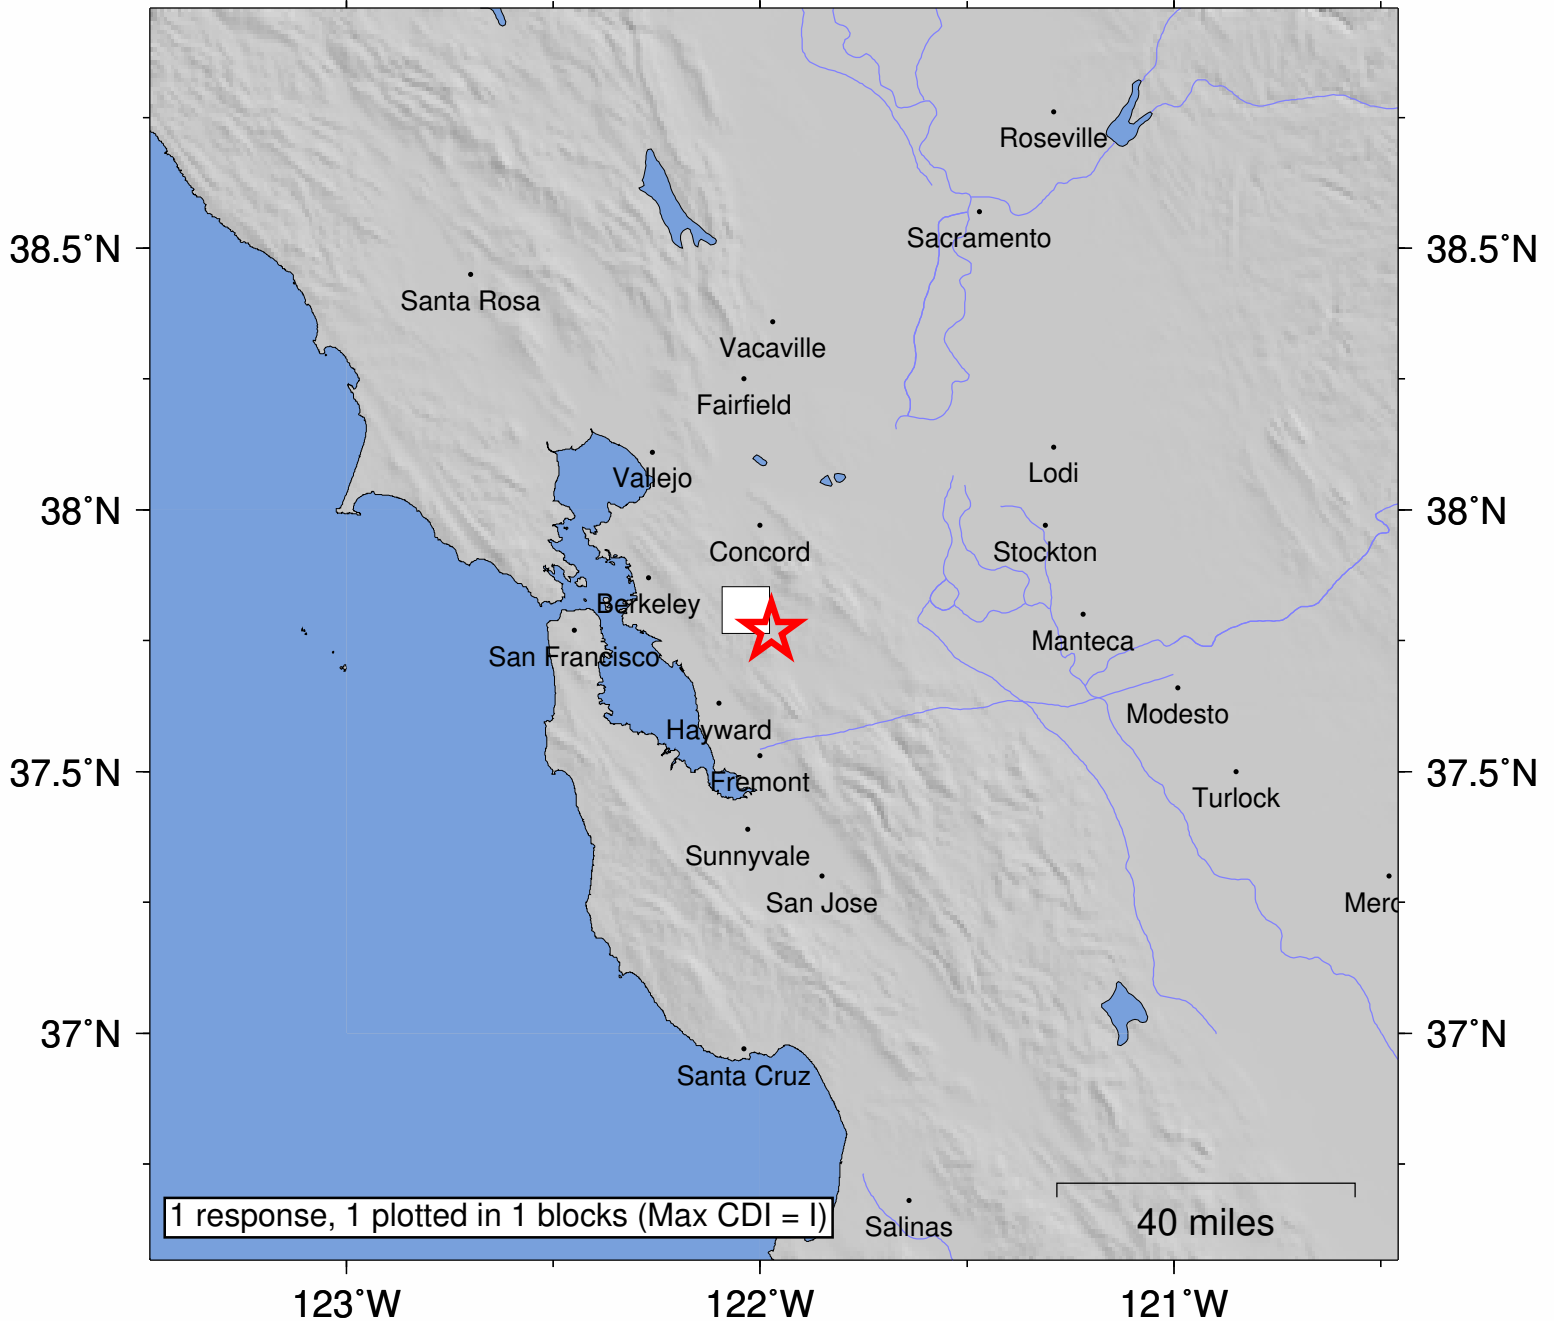 Roseville
38.5°N
38.5°N
Sacramento
Santa Rosa
Vacaville
Fairfield
Vallejo
Lodi
38°N
38°N
Concord
Stockton
Berkeley
Manteca
San Francisco
Modesto
Hayward
37.5°N
37.5°N
Fremont
Turlock
Sunnyvale
San Jose
Merc
37°N
37°N
Santa Cruz
1 response, 1 plotted in 1 blocks (Max CDI = I)
Salinas
40 miles
123°W
122°W
121°W